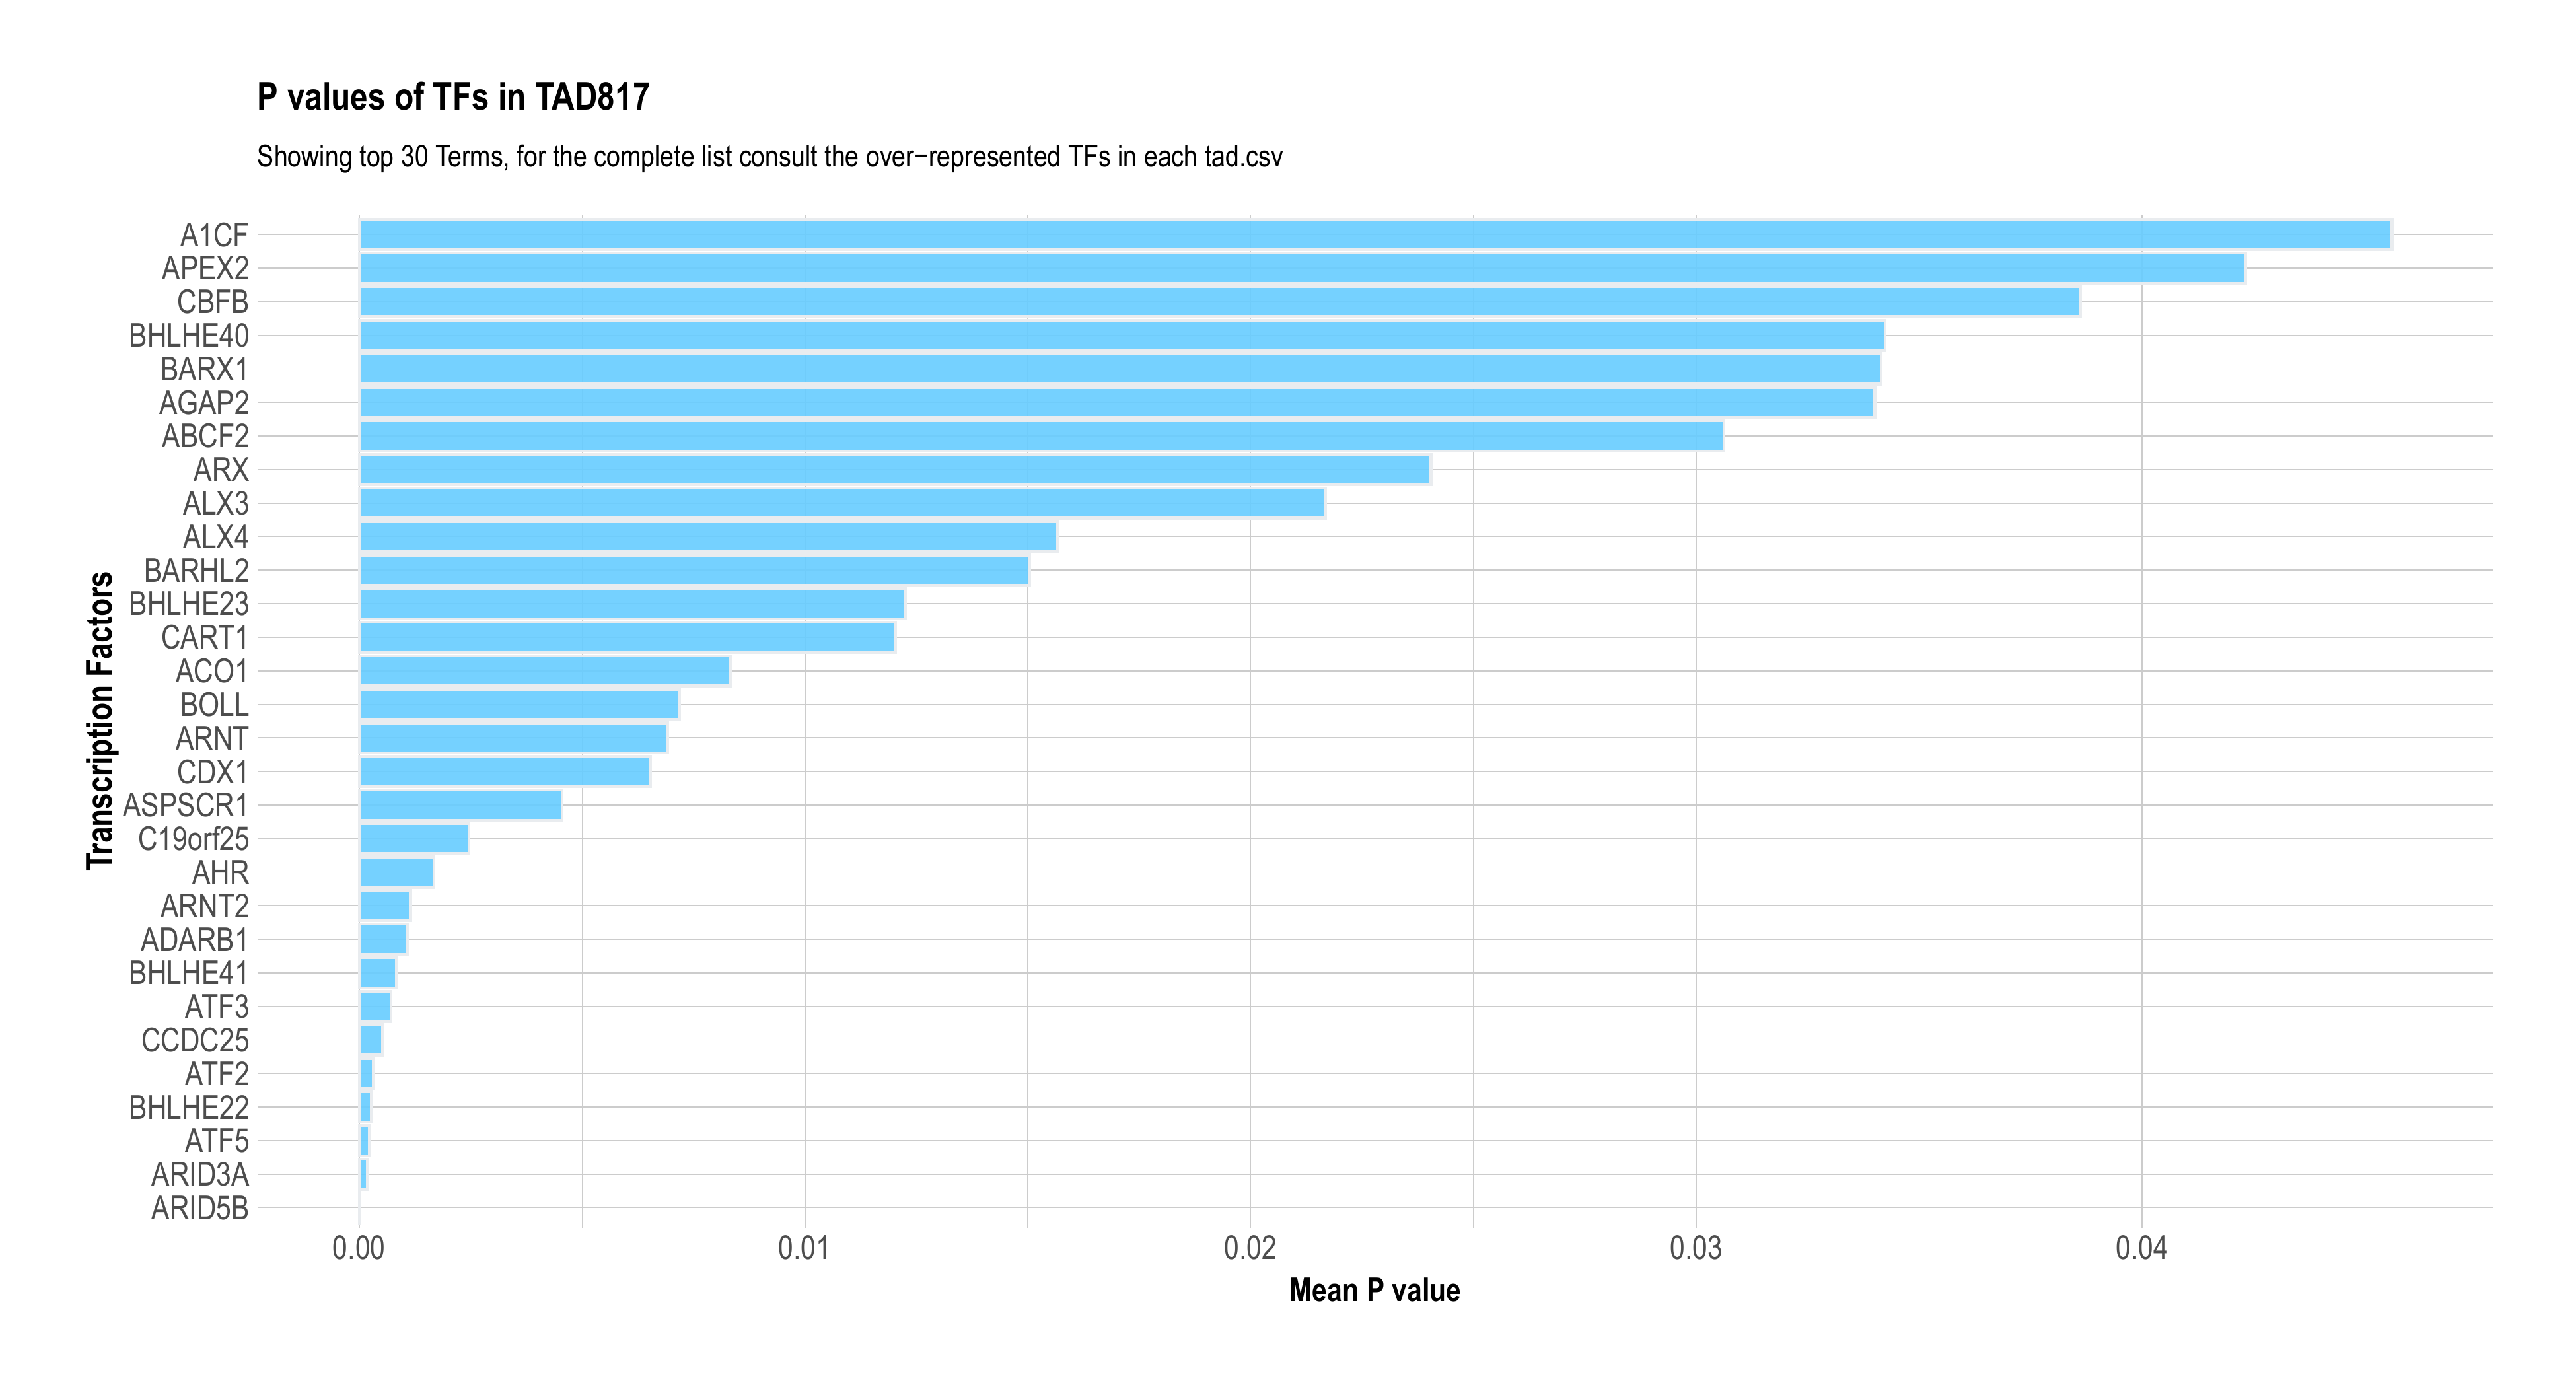 P values of TFs in TAD817
Showing top 30 Terms, for the complete list consult the over−represented TFs in each tad.csv
Transcription Factors
A1CF
APEX2
CBFB
BHLHE40
BARX1
AGAP2
ABCF2
ARX
ALX3
ALX4
BARHL2
BHLHE23
CART1
ACO1
BOLL
ARNT
CDX1
ASPSCR1
C19orf25
AHR
ARNT2
ADARB1
BHLHE41
ATF3
CCDC25
ATF2
BHLHE22
ATF5
ARID3A
ARID5B
0.00 0.01 0.02 0.03 0.04
Mean P value